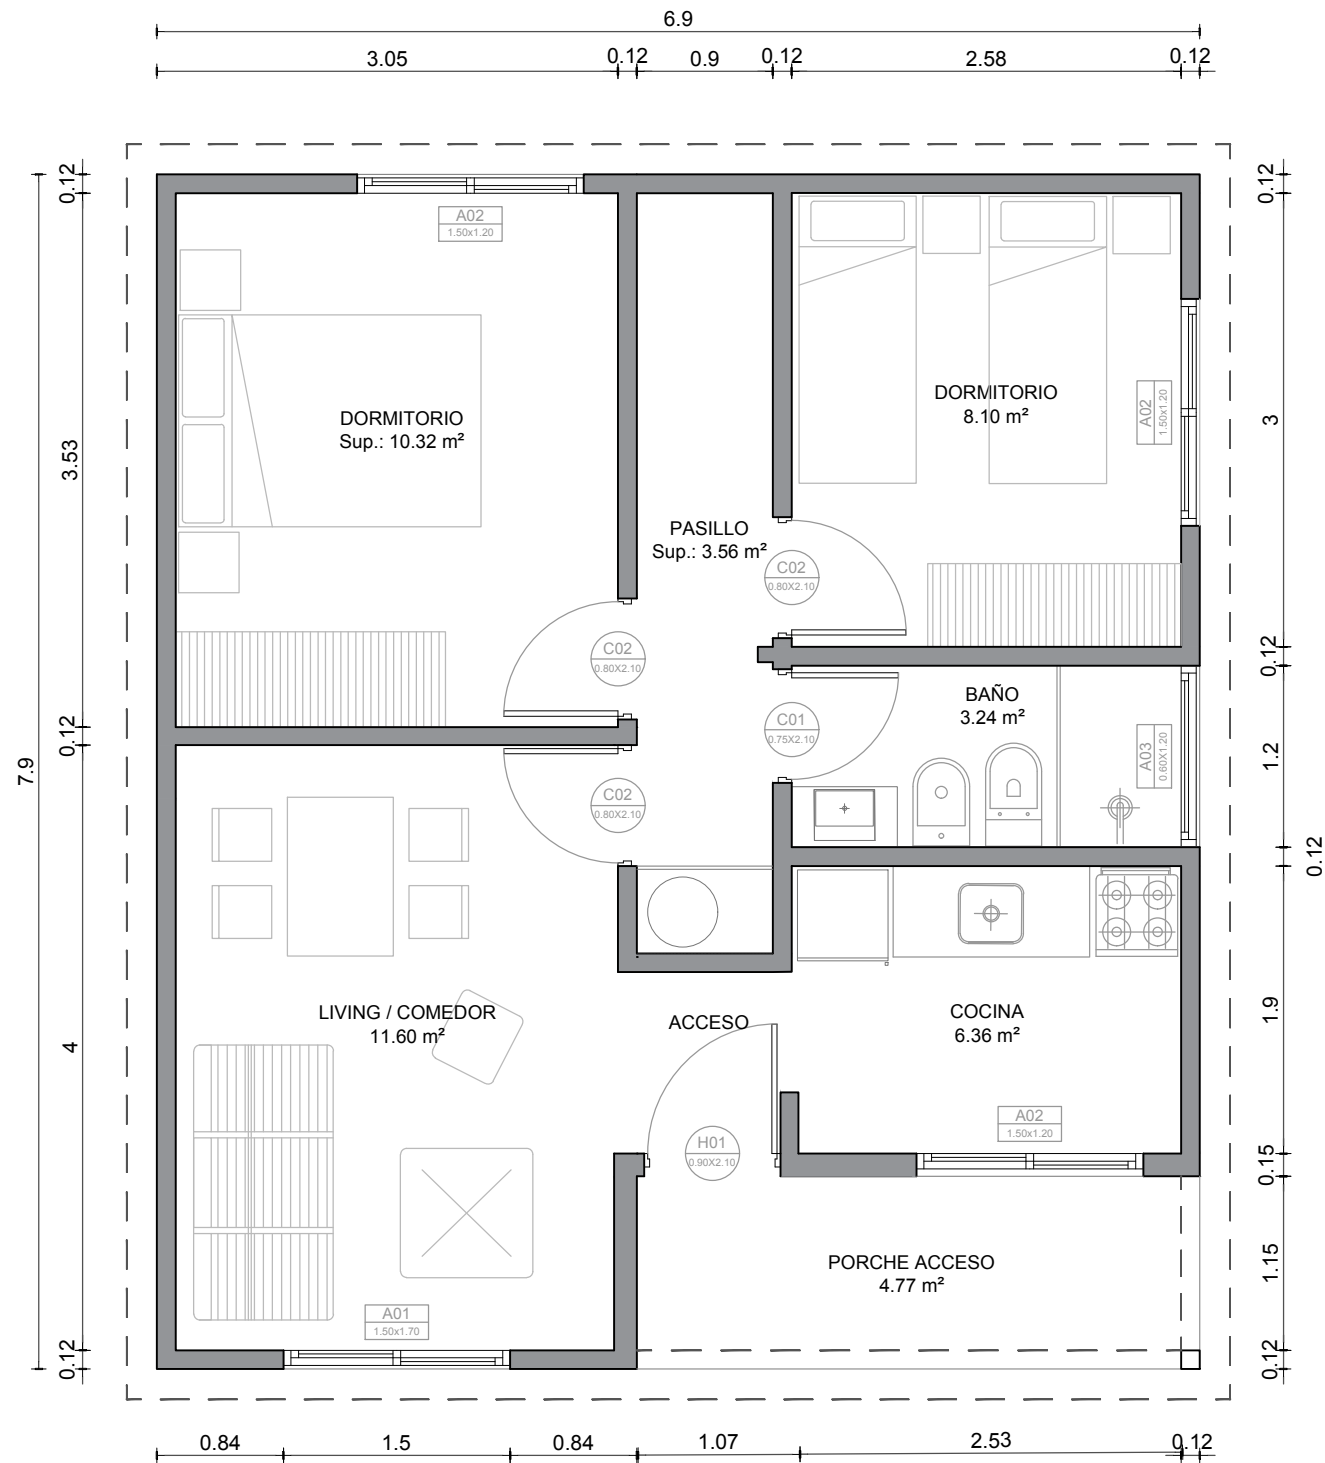 6.9
3.05
0.12
0.9
0.12
2.58
0.12
0.12
0.12
A02
1.50x1.20
DORMITORIO
Sup.: 10.32 m²
DORMITORIO
8.10 m²
A02
1.50x1.20
3.53
3
PASILLO
Sup.: 3.56 m²
C02
0.80X2.10
C02
0.80X2.10
0.12
BAÑO
3.24 m²
C01
0.75X2.10
0.12
7.9
A03
0.60X1.20
1.2
C02
0.80X2.10
0.12
LIVING / COMEDOR
11.60 m²
ACCESO
COCINA
6.36 m²
1.9
4
A02
1.50x1.20
H01
0.90X2.10
0.15
PORCHE ACCESO
4.77 m²
1.15
A01
1.50x1.70
0.12
0.12
0.84
1.5
0.84
1.07
2.53
0.12